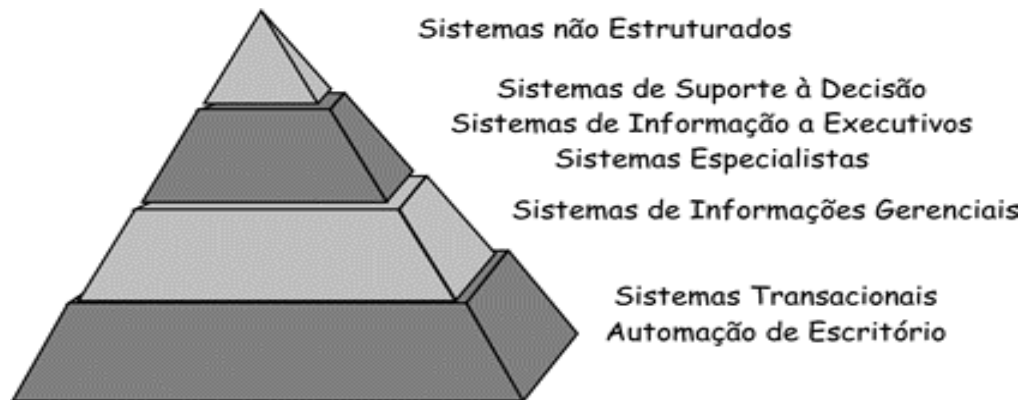 Sistemas não Estruturados
Sistemas de Suporte à Decisão
Sistemas de Informação a Executivos
Sistemas Especialistas
Sistemas de Informações Gerenciais
Sistemas Transacionais
Automação de Escritório